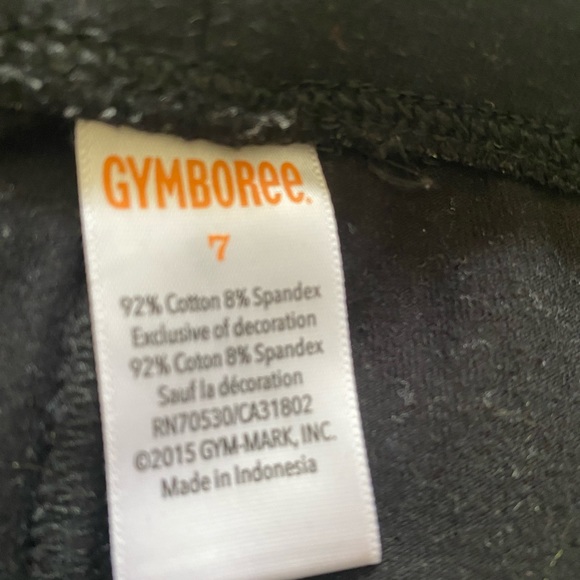 GYMBOREE.
7
92% Cotton 8% Spandex
Exclusive of decoration
92% Coton 8% Spandex
Sauf la décoration
RN70530/CA31802
©2015 GYM-MARK, INC.
Made in Indonesia